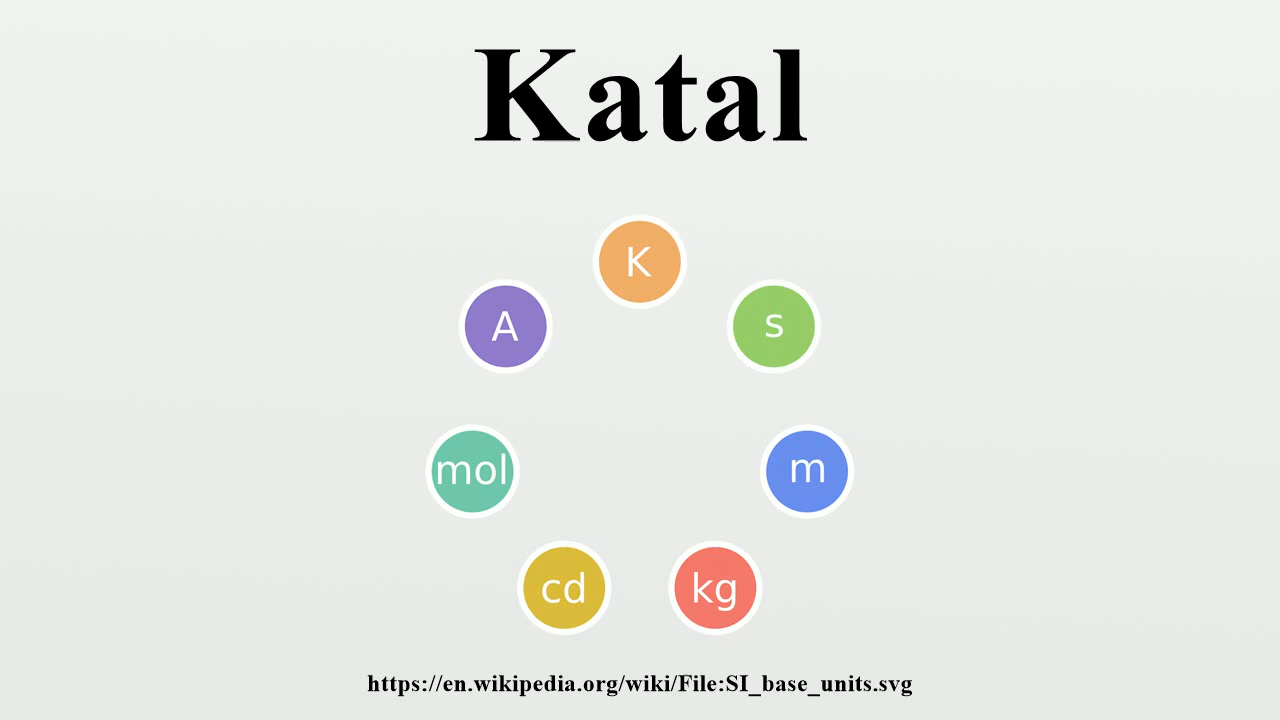 Katal
K
A
s
mol
m
cd
kg
https://en.wikipedia.org/wiki/File:SI_base_units.svg